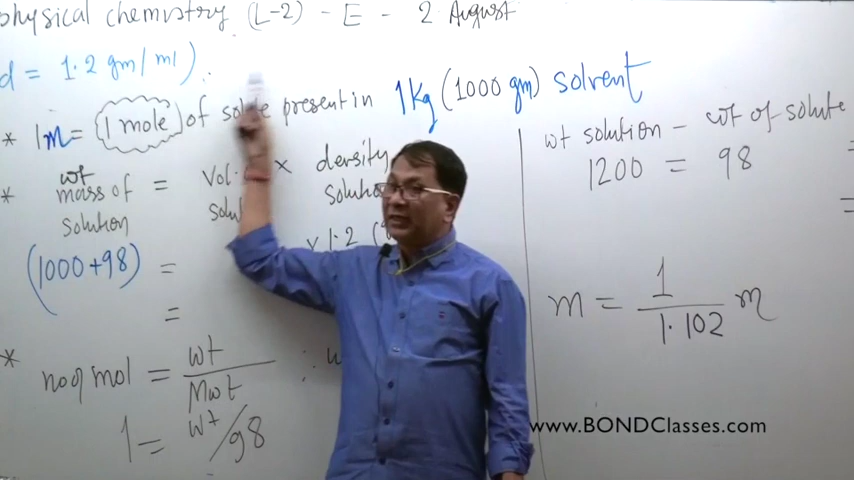 physical chemistry (L-2) - E - 2 August
d = 1.2 gm/ml)
* 1m = (1 mole) of solute present in 1Kg (1000 gm) solvent
* wt
mass of solution = Vol. × density
solution
(1000+98) = × 1.2
=
* no of mol = wt / Mwt
1 = wt/98
wt solution - wt of solute
1200 = 98
m = 1 / 1.102 m
www.BONDClasses.com